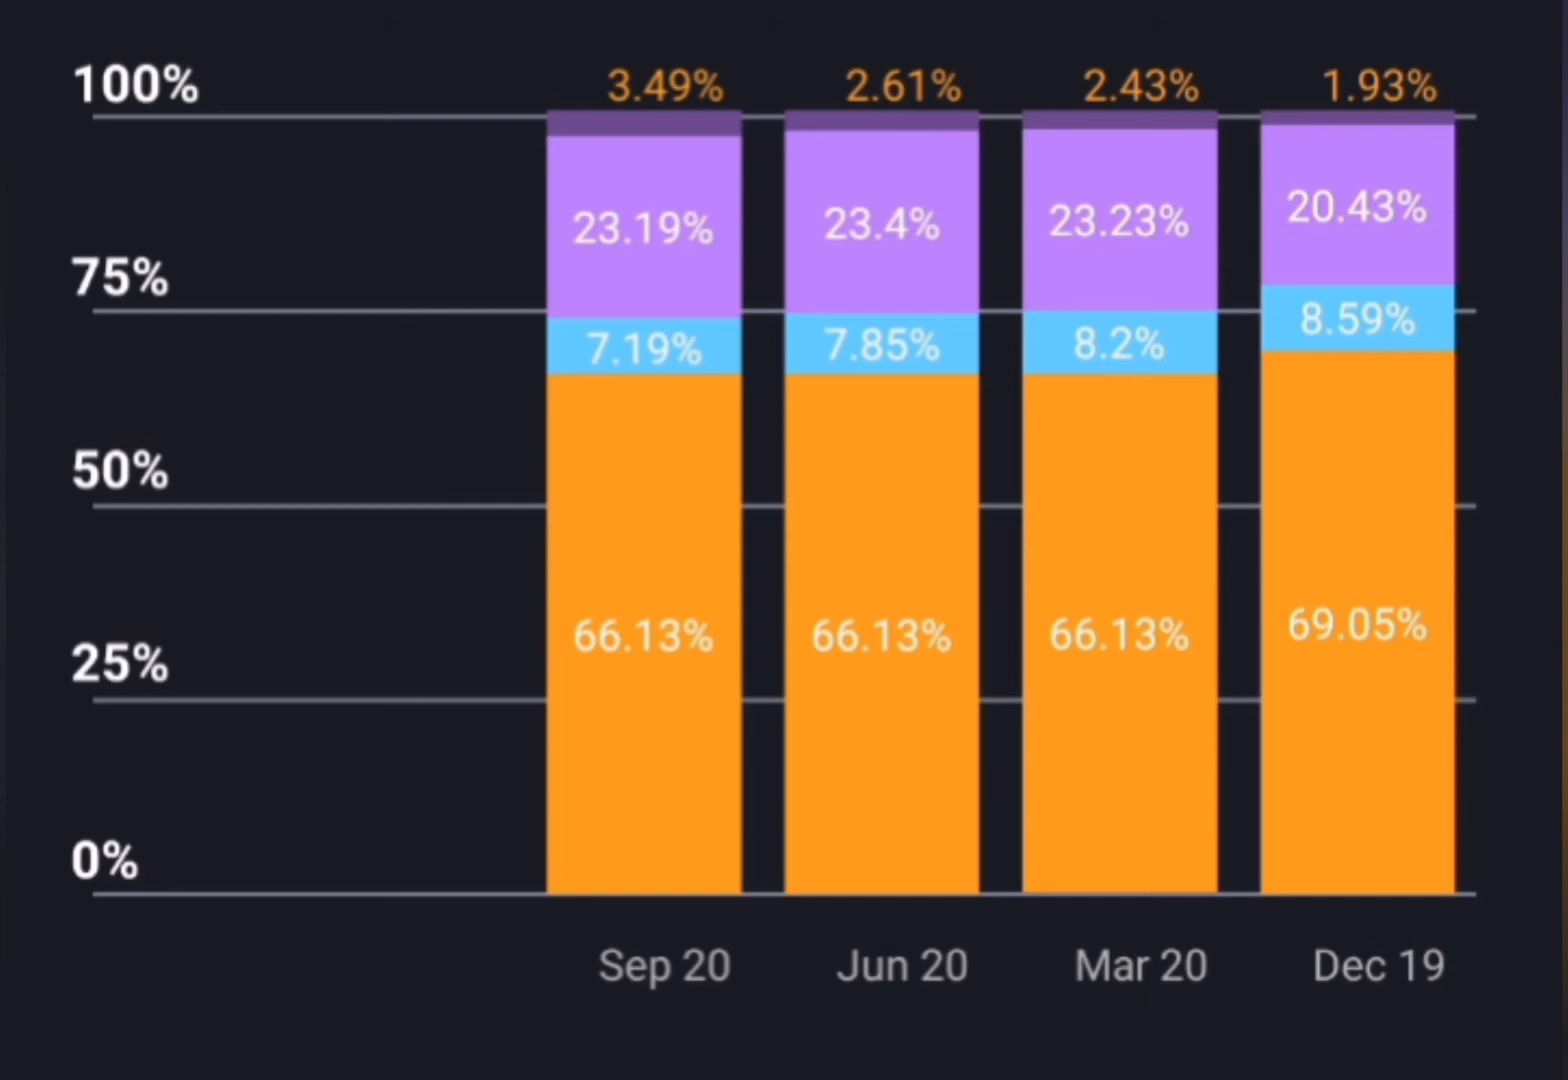 100%
3.49% 2.61% 2.43% 1.93%
23.19% 23.4% 23.23% 20.43%
75%
7.19% 7.85% 8.2% 8.59%
50%
66.13% 66.13% 66.13% 69.05%
25%
0%
Sep 20 Jun 20 Mar 20 Dec 19